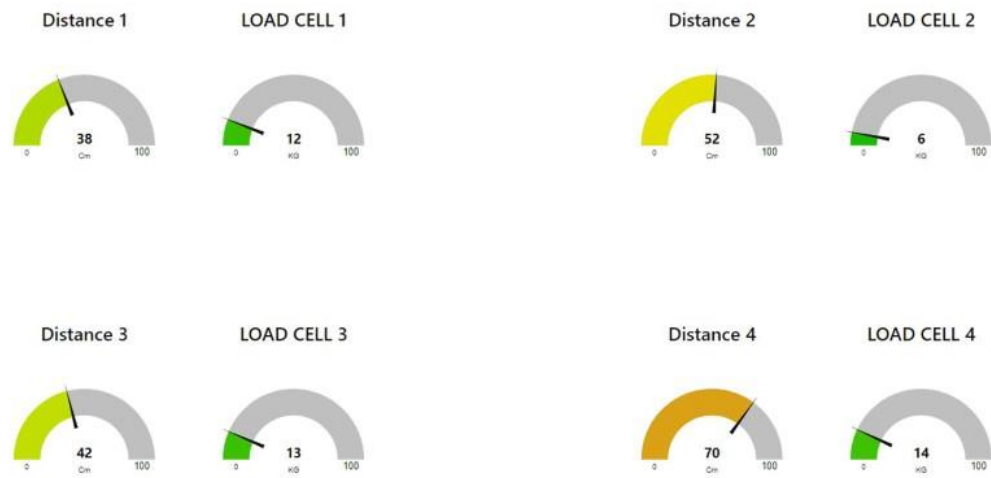 Distance 1
LOAD CELL 1
Distance 2
LOAD CELL 2
38
0
Cm
100
12
0
KG
100
52
0
Cm
100
6
0
KG
100
Distance 3
LOAD CELL 3
Distance 4
LOAD CELL 4
42
0
Cm
100
13
0
KG
100
70
0
Cm
100
14
0
KG
100